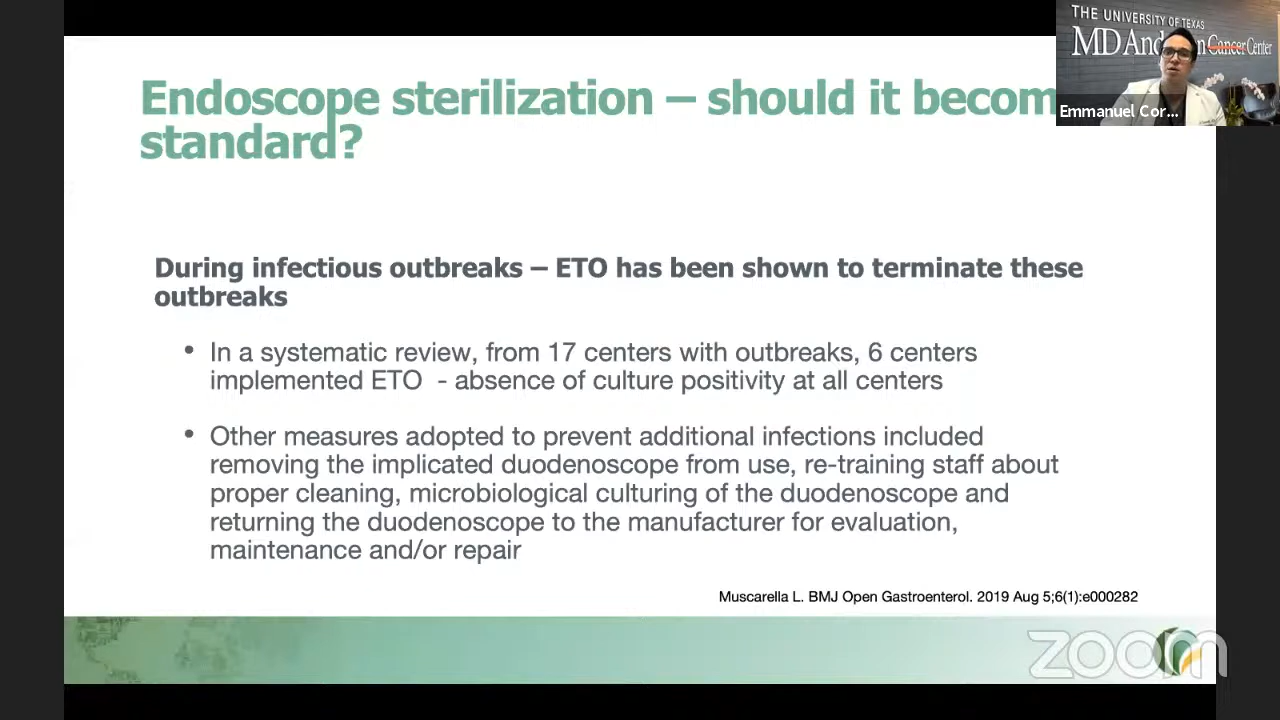 THE UNIVERSITY OF TEXAS
MD And n Cancer Center
Emmanuel Cor...
Endoscope sterilization – should it becom
standard?
During infectious outbreaks – ETO has been shown to terminate these
outbreaks
• In a systematic review, from 17 centers with outbreaks, 6 centers
implemented ETO - absence of culture positivity at all centers
• Other measures adopted to prevent additional infections included
removing the implicated duodenoscope from use, re-training staff about
proper cleaning, microbiological culturing of the duodenoscope and
returning the duodenoscope to the manufacturer for evaluation,
maintenance and/or repair
Muscarella L. BMJ Open Gastroenterol. 2019 Aug 5;6(1):e000282
zoom